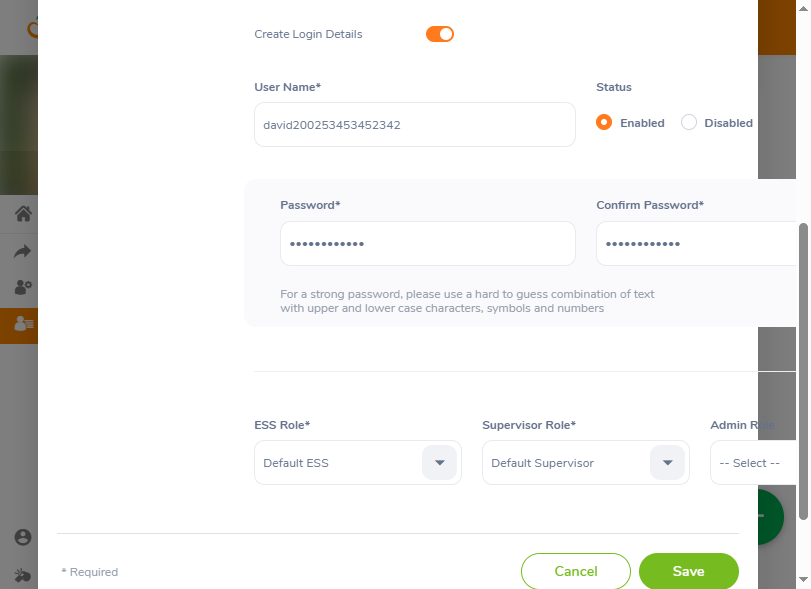 Create Login Details
User Name*
Status
david200253453452342
Enabled
Disabled
Password*
Confirm Password*
••••••••••••
••••••••••••
For a strong password, please use a hard to guess combination of text
with upper and lower case characters, symbols and numbers
ESS Role*
Supervisor Role*
Admin Role
Default ESS
Default Supervisor
-- Select --
* Required
Cancel
Save